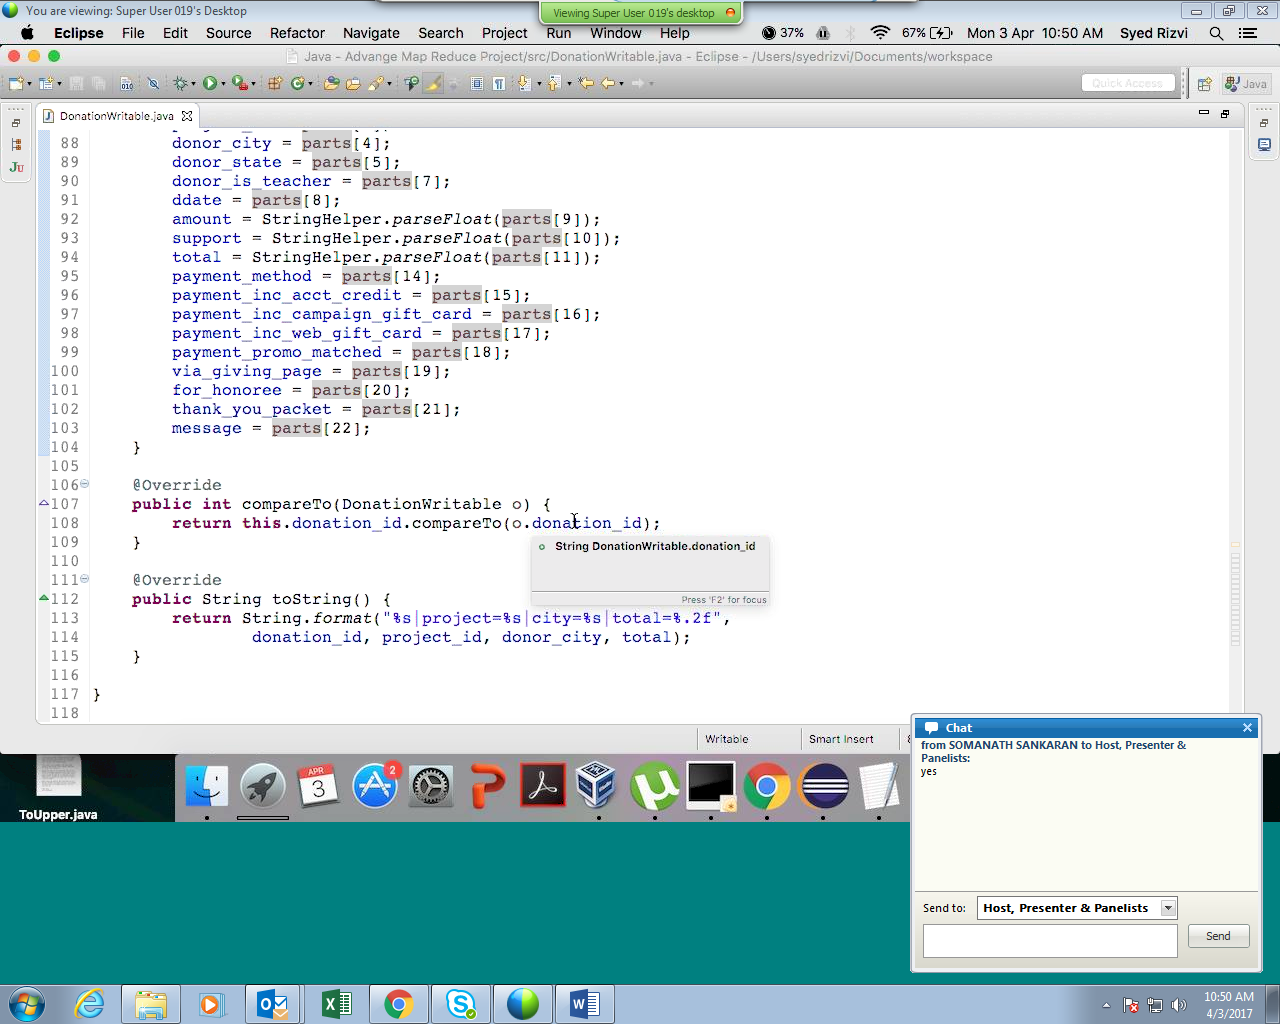 You are viewing: Super User 019's Desktop
Viewing Super User 019's desktop
Eclipse File Edit Source Refactor Navigate Search Project Run Window Help
37% 67% Mon 3 Apr 10:50 AM Syed Rizvi
Java - Advange Map Reduce Project/src/DonationWritable.java - Eclipse - /Users/syedrizvi/Documents/workspace
Quick Access
Java
DonationWritable.java
88 donor_city = parts[4];
89 donor_state = parts[5];
90 donor_is_teacher = parts[7];
91 ddate = parts[8];
92 amount = StringHelper.parseFloat(parts[9]);
93 support = StringHelper.parseFloat(parts[10]);
94 total = StringHelper.parseFloat(parts[11]);
95 payment_method = parts[14];
96 payment_inc_acct_credit = parts[15];
97 payment_inc_campaign_gift_card = parts[16];
98 payment_inc_web_gift_card = parts[17];
99 payment_promo_matched = parts[18];
100 via_giving_page = parts[19];
101 for_honoree = parts[20];
102 thank_you_packet = parts[21];
103 message = parts[22];
104 }
105
106 @Override
107 public int compareTo(DonationWritable o) {
108 return this.donation_id.compareTo(o.donation_id);
109 }
110
111 @Override
112 public String toString() {
113 return String.format("%s|project=%s|city=%s|total=%.2f",
114 donation_id, project_id, donor_city, total);
115 }
116
117 }
118
String DonationWritable.donation_id
Press 'F2' for focus
Writable Smart Insert
Chat
from SOMANATH SANKARAN to Host, Presenter &
Panelists:
yes
Send to: Host, Presenter & Panelists
Send
ToUpper.java
APR
3
2
10:50 AM
4/3/2017